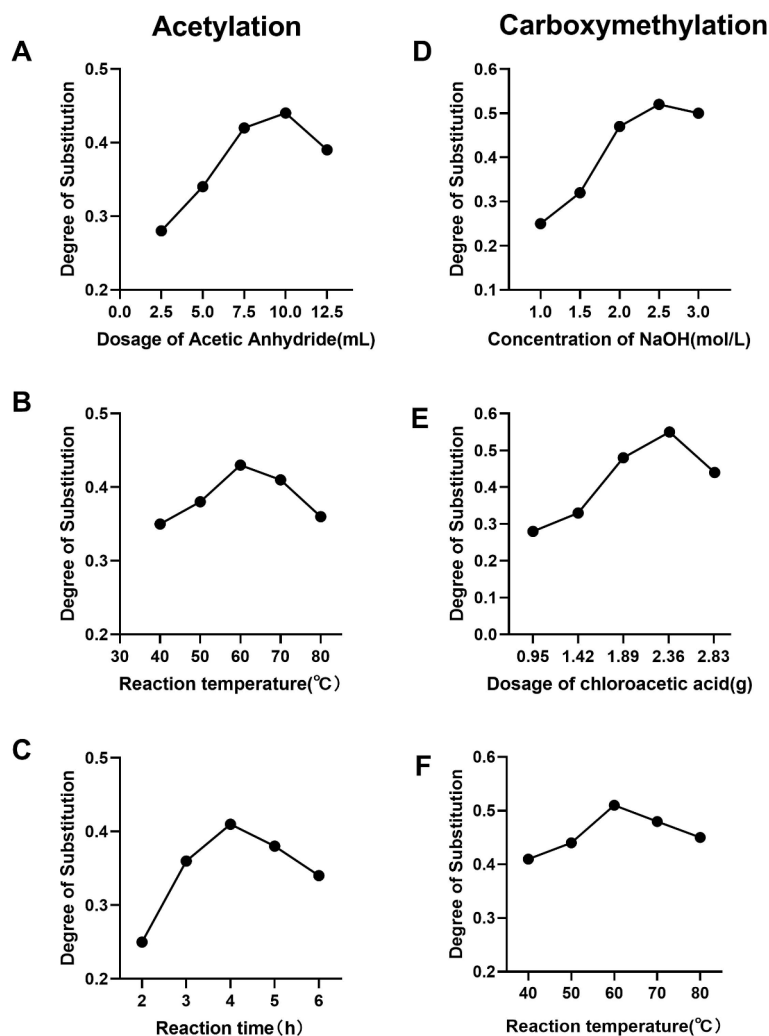 Acetylation
Carboxymethylation
A
Degree of Substitution
0.5
0.4
0.3
0.2
0.0 2.5 5.0 7.5 10.0 12.5
Dosage of Acetic Anhydride(mL)
D
Degree of Substitution
0.6
0.5
0.4
0.3
0.2
0.1
1.0 1.5 2.0 2.5 3.0
Concentration of NaOH(mol/L)
B
Degree of Substitution
0.5
0.4
0.3
0.2
30 40 50 60 70 80
Reaction temperature(℃)
E
Degree of Substitution
0.6
0.5
0.4
0.3
0.2
0.1
0.0
0.95 1.42 1.89 2.36 2.83
Dosage of chloroacetic acid(g)
C
Degree of Substitution
0.5
0.4
0.3
0.2
2 3 4 5 6
Reaction time(h)
F
Degree of Substitution
0.6
0.5
0.4
0.3
0.2
40 50 60 70 80
Reaction temperature(℃)